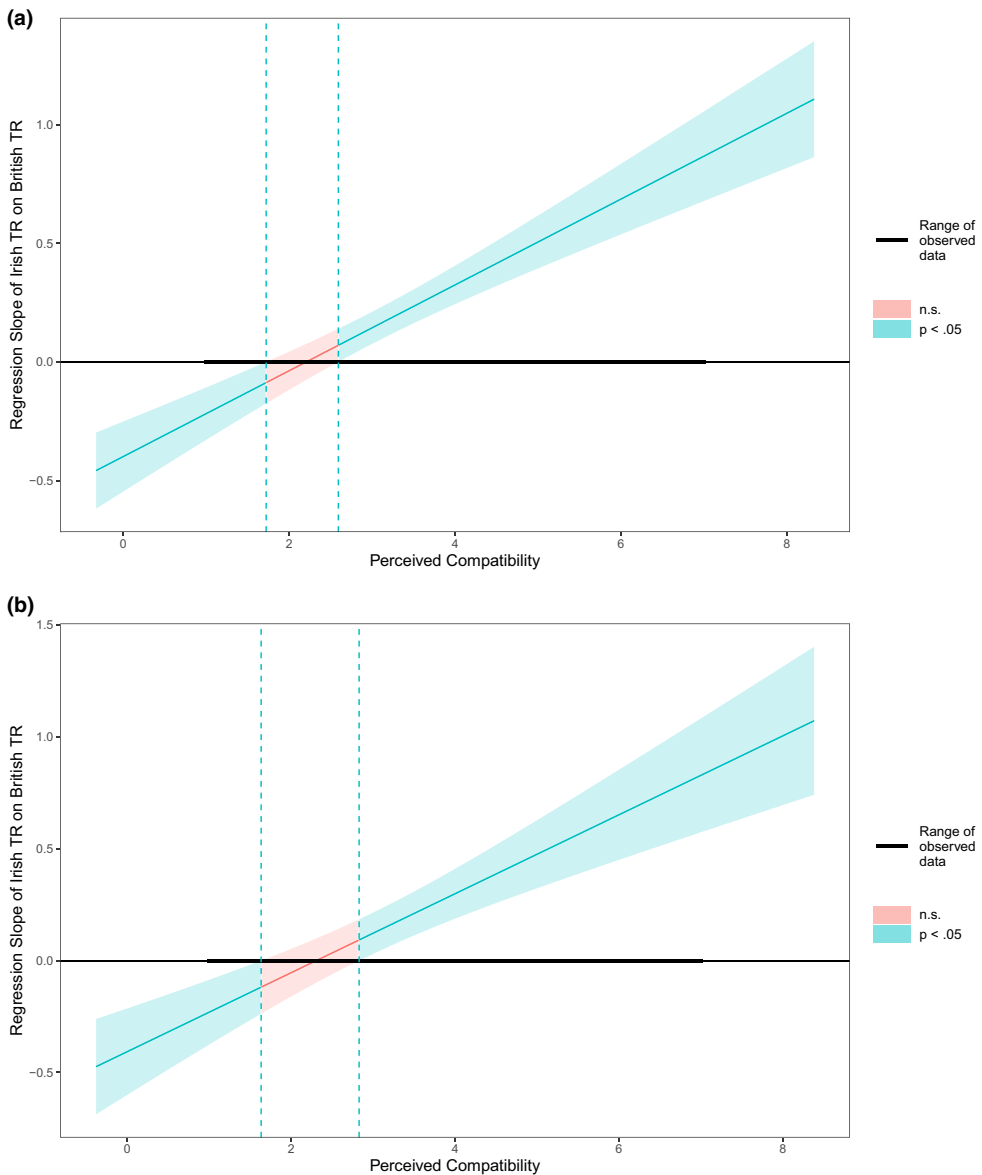 (a)
Regression Slope of Irish TR on British TR
1.0
0.5
0.0
−0.5
0
2
4
6
8
Perceived Compatibility
Range of
observed
data
n.s.
p < .05
(b)
Regression Slope of Irish TR on British TR
1.5
1.0
0.5
0.0
−0.5
0
2
4
6
8
Perceived Compatibility
Range of
observed
data
n.s.
p < .05